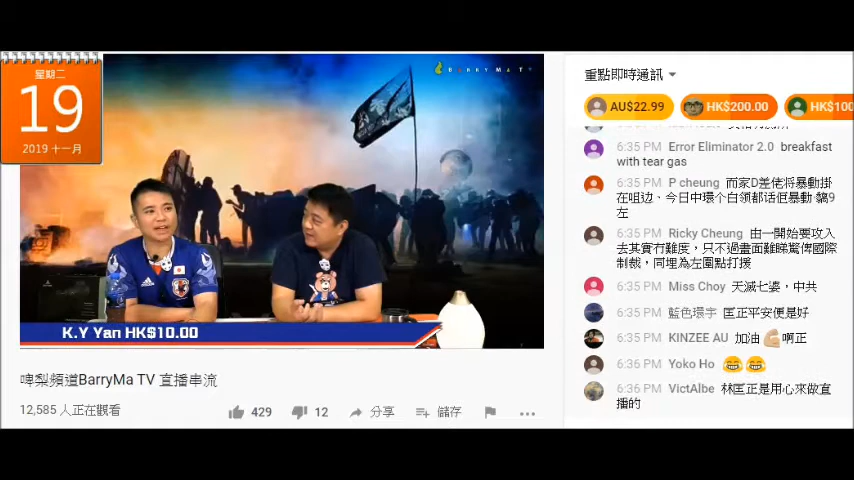 星期二
19
2019 十一月
BARRY MA TV
K.Y Yan HK$10.00
啤梨頻道BarryMa TV 直播串流
12,585 人正在觀看
429
12
分享
儲存
重點即時通訊
AU$22.99
HK$200.00
HK$100
6:35 PM Error Eliminator 2.0 breakfast
with tear gas
6:35 PM P cheung 而家D差佬将暴動掛
在咀边、今日中環个白领都话佢暴動·騸9
左
6:35 PM Ricky Cheung 由一開始要攻入
去其實冇難度，只不過畫面難睇驚俾國際
制裁，同埋為左圍點打援
6:35 PM Miss Choy 天滅七婆，中共
6:35 PM 藍色環宇 匡正平安便是好
6:35 PM KINZEE AU 加油💪🏼啊正
6:36 PM Yoko Ho 😂😂
6:36 PM VictAlbe 林匡正是用心來做直
播的